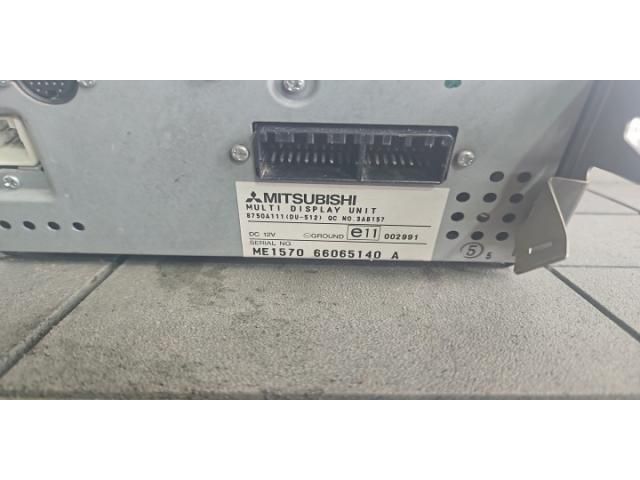 MITSUBISHI
MULTI DISPLAY UNIT
8750A111(DU-512) QC NO.3AB157
DC 12V ⊖GROUND e11 002991
SERIAL NO
ME1570 66065140 A
5 5